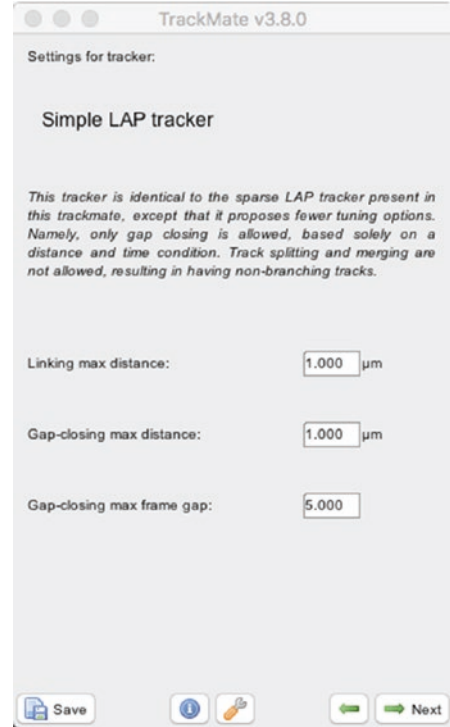 TrackMate v3.8.0
Settings for tracker:
Simple LAP tracker
This tracker is identical to the sparse LAP tracker present in
this trackmate, except that it proposes fewer tuning options.
Namely, only gap closing is allowed, based solely on a
distance and time condition. Track splitting and merging are
not allowed, resulting in having non-branching tracks.
Linking max distance: 1.000 µm
Gap-closing max distance: 1.000 µm
Gap-closing max frame gap: 5.000
Save Next